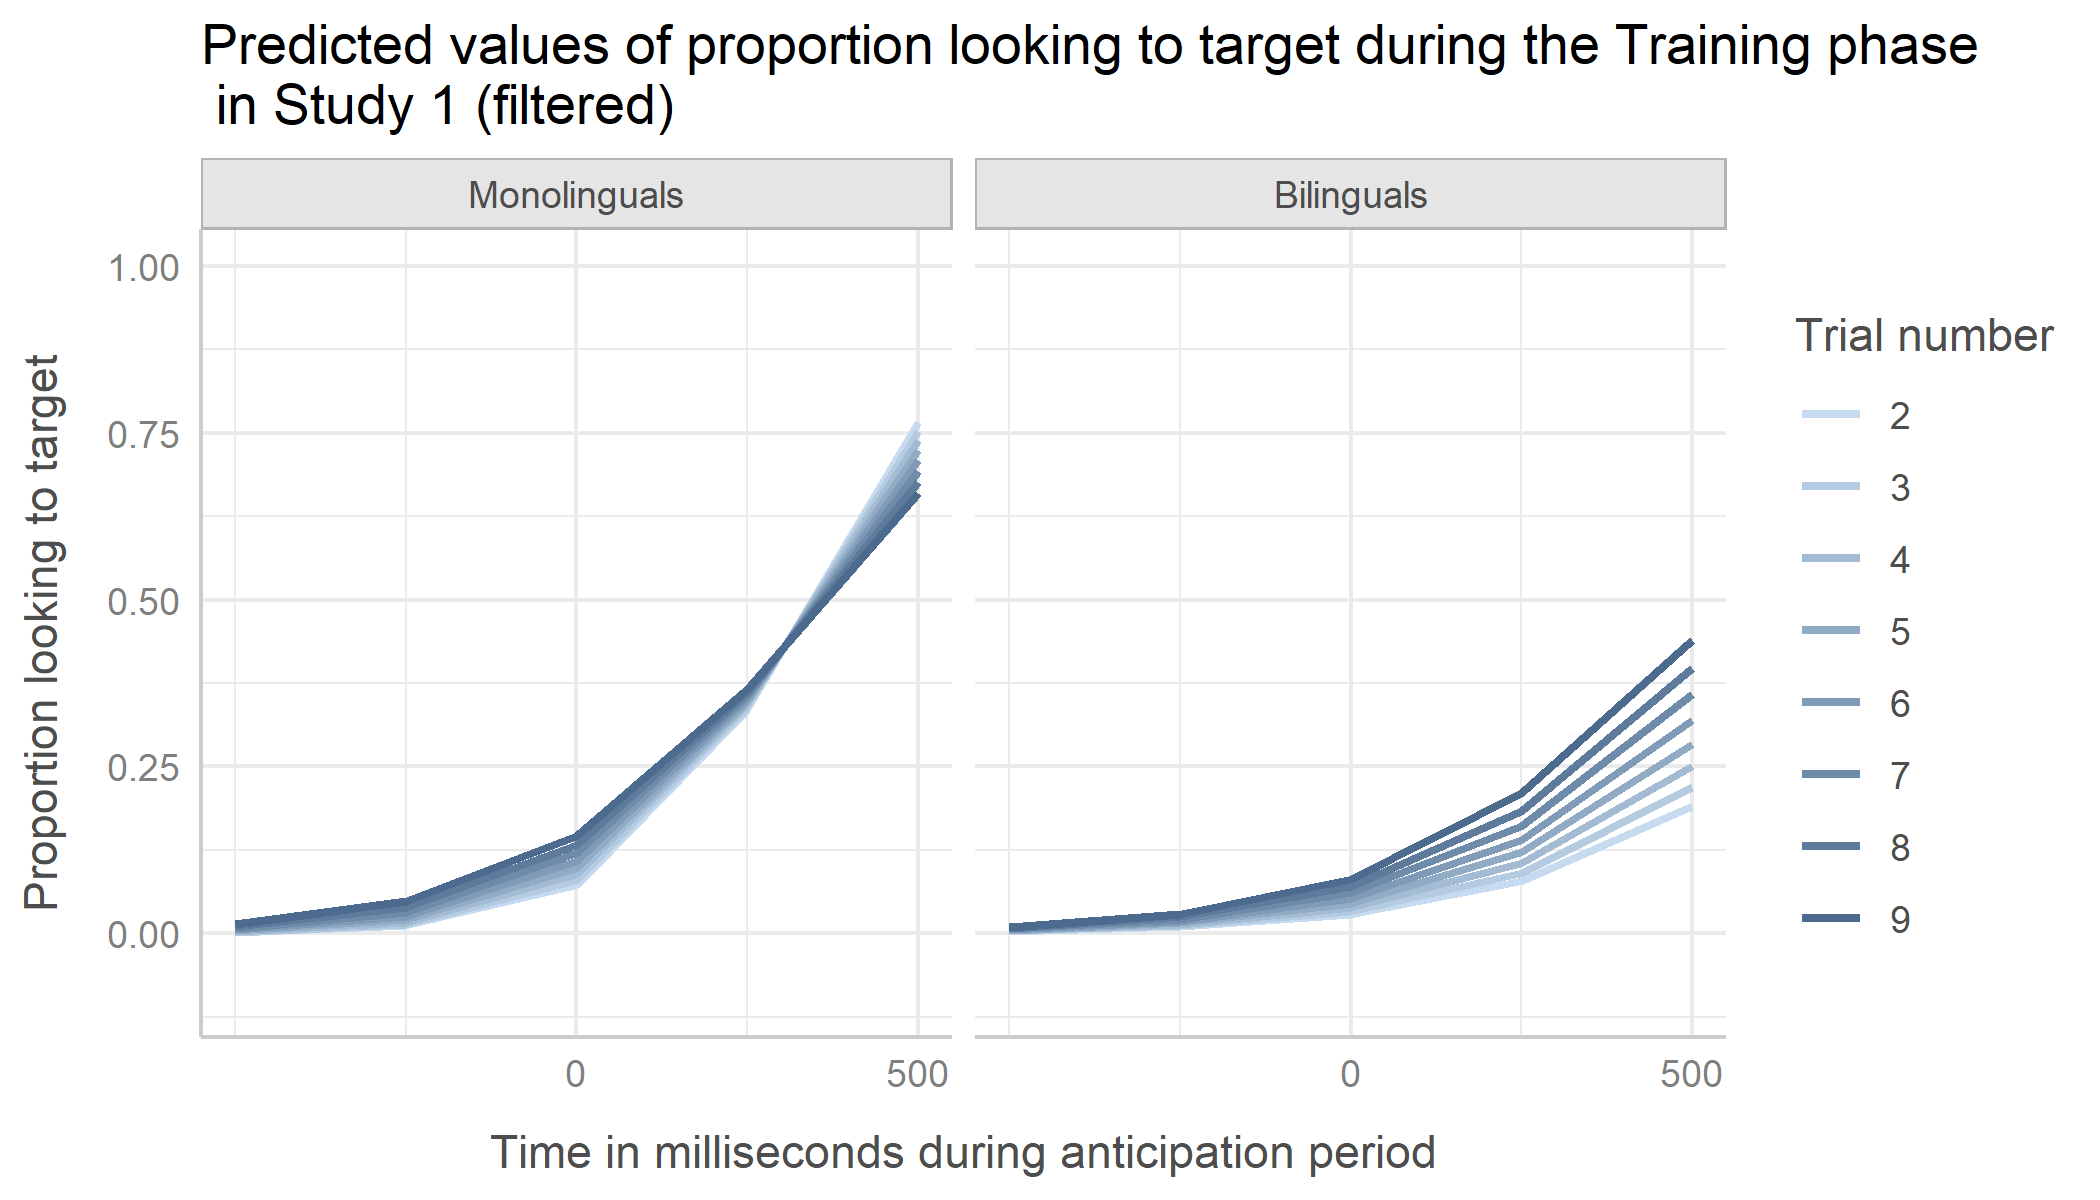 Predicted values of proportion looking to target during the Training phase
in Study 1 (filtered)
Monolinguals
Bilinguals
1.00
0.75
0.50
0.25
0.00
Proportion looking to target
0
500
0
500
Time in milliseconds during anticipation period
Trial number
2
3
4
5
6
7
8
9